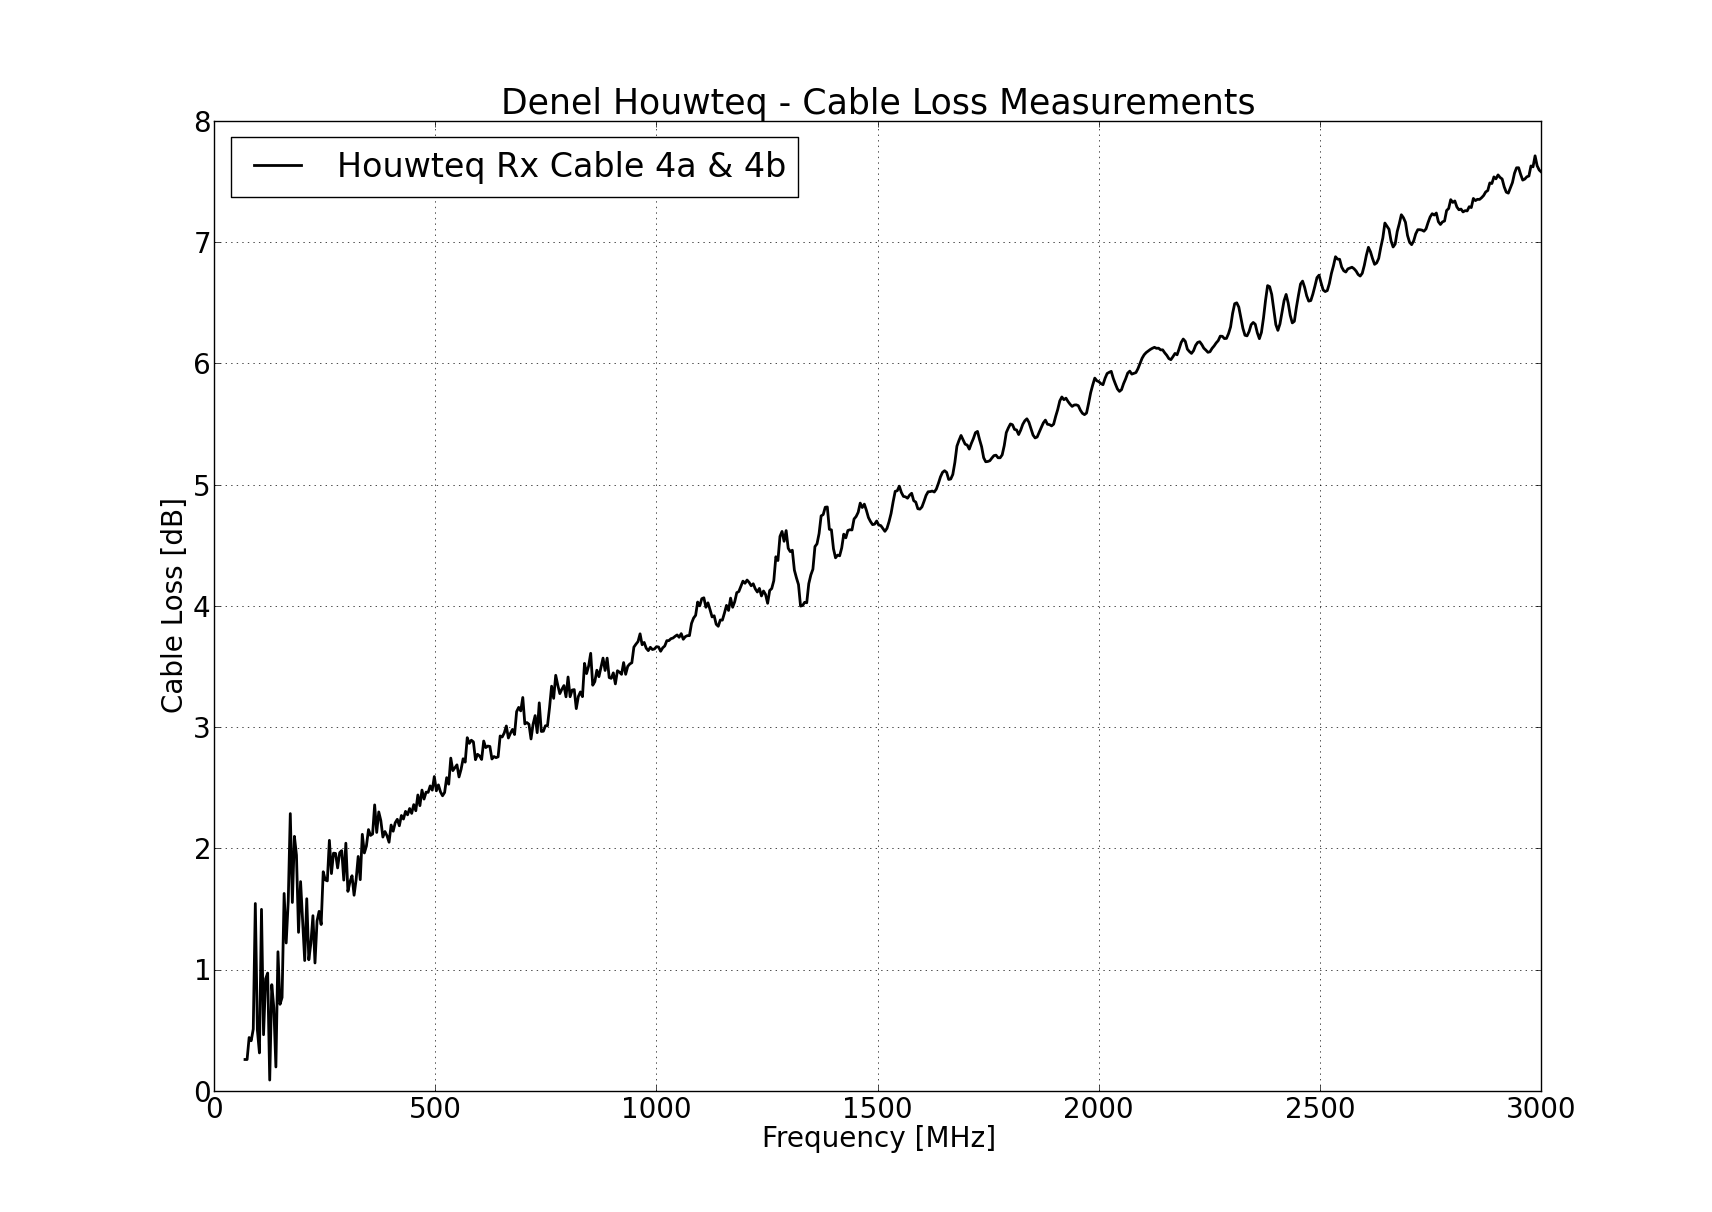 Denel Houwteq - Cable Loss Measurements
Houwteq Rx Cable 4a & 4b
8
7
6
5
4
3
2
1
0
Cable Loss [dB]
0 500 1000 1500 2000 2500 3000
Frequency [MHz]